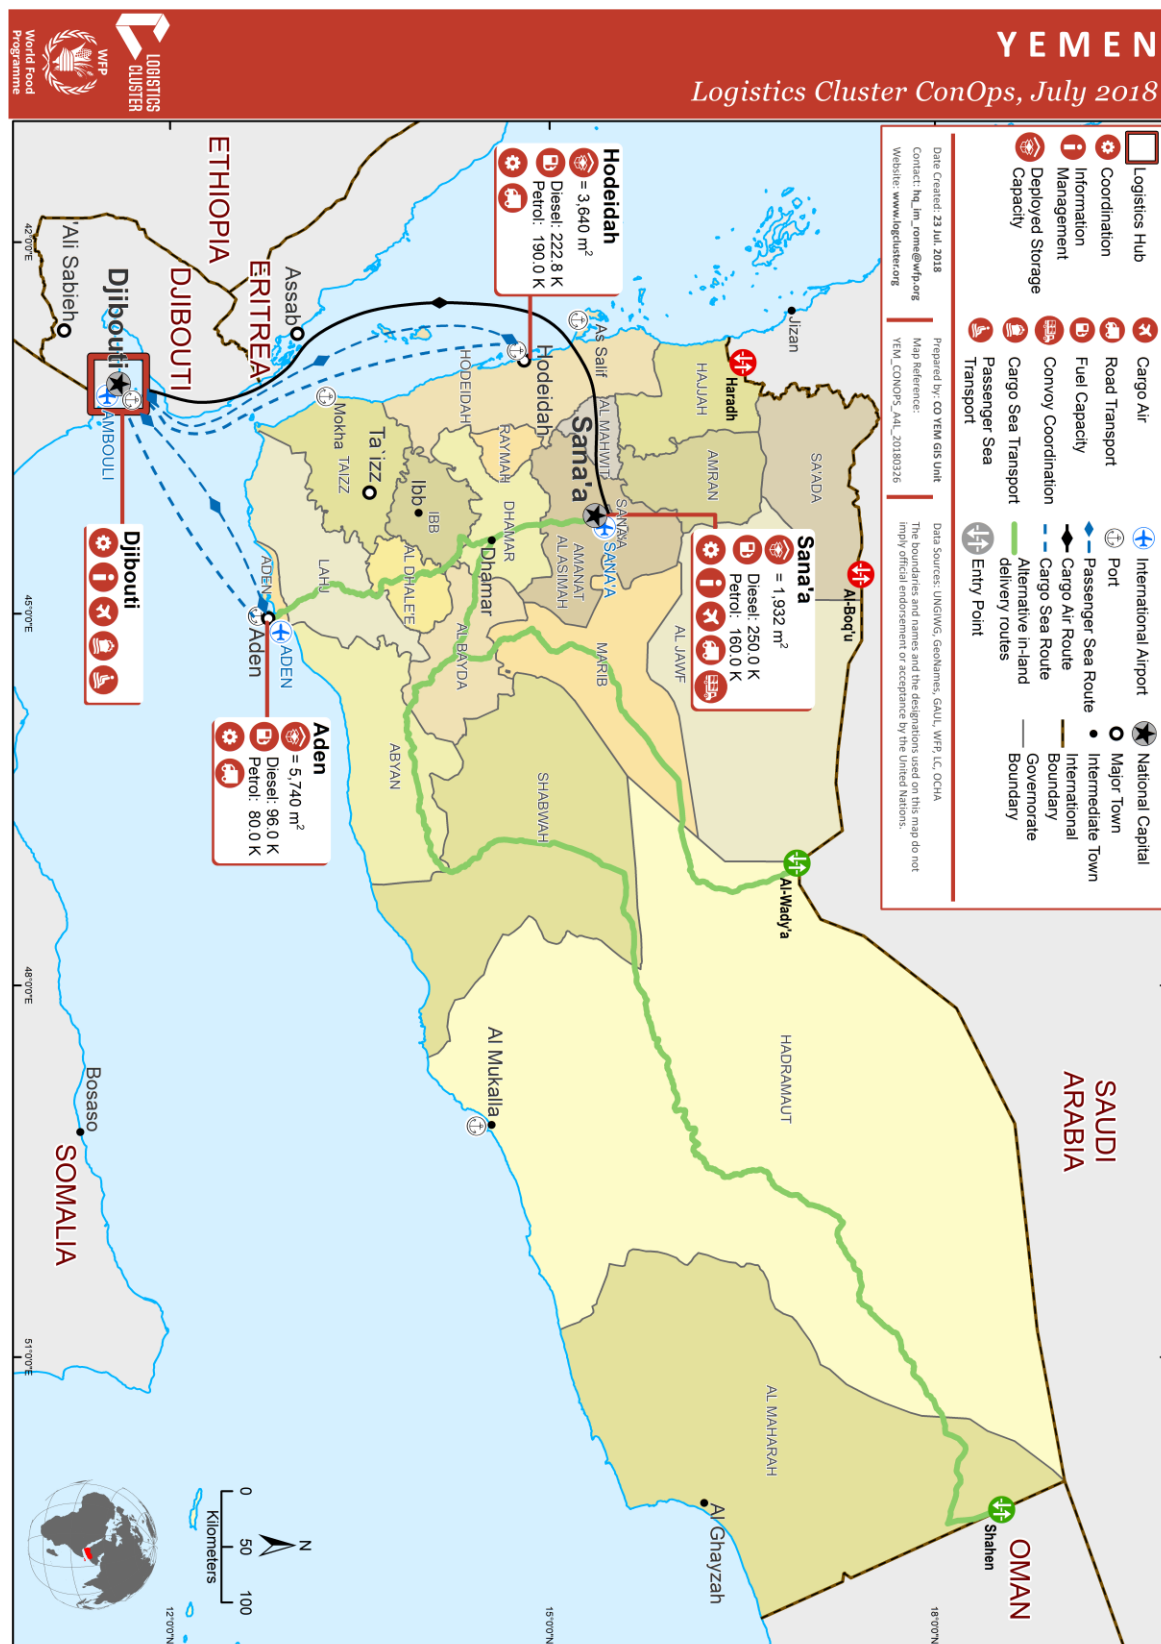 YEMEN
Logistics Cluster ConOps, July 2018
LOGISTICS
CLUSTER
WFP
World Food
Programme
Logistics Hub
Coordination
Information
Management
Deployed Storage
Capacity
Cargo Air
Road Transport
Fuel Capacity
Convoy Coordination
Cargo Sea Transport
Passenger Sea
Transport
International Airport
Port
Passenger Sea Route
Cargo Air Route
Cargo Sea Route
Alternative in-land
delivery routes
Entry Point
National Capital
Major Town
Intermediate Town
International
Boundary
Governorate
Boundary
Date Created: 23 Jul. 2018
Contact: hq_im_rome@wfp.org
Website: www.logcluster.org
Prepared by: CO YEM GIS Unit
Map Reference:
YEM_CONOPS_A4L_20180326
Data Sources: UNGIWG, GeoNames, GAUL, WFP, LC, OCHA
The boundaries and names and the designations used on this map do not
imply official endorsement or acceptance by the United Nations.
Hodeidah
= 3,640 m²
Diesel: 222.8 K
Petrol: 190.0 K
Sana'a
= 1,932 m²
Diesel: 250.0 K
Petrol: 160.0 K
Aden
= 5,740 m²
Diesel: 96.0 K
Petrol: 80.0 K
Djibouti
SAUDI
ARABIA
OMAN
SOMALIA
ETHIOPIA
ERITREA
DJIBOUTI
Jizan
Haradh
Al-Boq'u
Al-Wady'a
Shahen
SA'ADA
HAJJAH
AMRAN
AL JAWF
As Salif
AL MAHWIT
Sana'a
SANA'A
SANA'A
AMANAT
AL ASIMAH
MARIB
HADRAMAUT
AL MAHARAH
Al Ghayzah
Hodeidah
HODEIDAH
RAYMAH
DHAMAR
Dhamar
IBB
Ibb
AL DHALE'E
AL BAYDA
SHABWAH
ABYAN
Al Mukalla
Ta'izz
TAIZZ
Mokha
LAHJ
ADEN
Aden
ADEN
Assab
Djibouti
AMBOULI
'Ali Sabieh
Bosaso
42°0'0"E
45°0'0"E
48°0'0"E
51°0'0"E
12°0'0"N
15°0'0"N
18°0'0"N
N
0
50
100
Kilometers